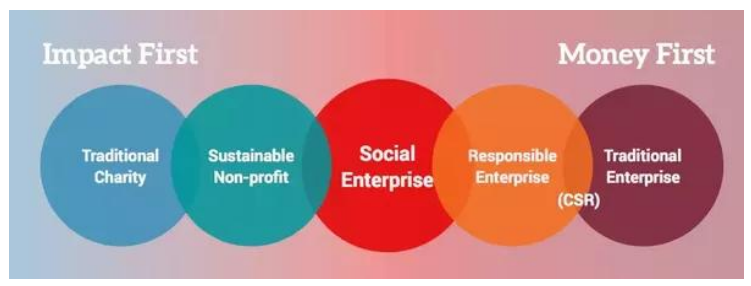 Impact First
Money First
Traditional
Charity
Sustainable
Non-profit
Social
Enterprise
Responsible
Enterprise
(CSR)
Traditional
Enterprise